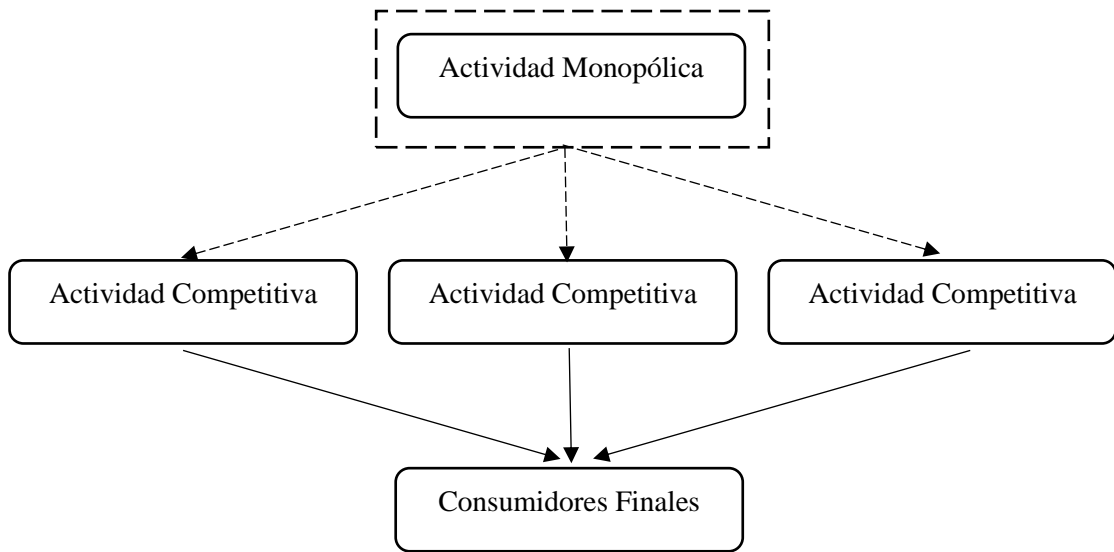 Actividad Monopólica
Actividad Competitiva
Actividad Competitiva
Actividad Competitiva
Consumidores Finales